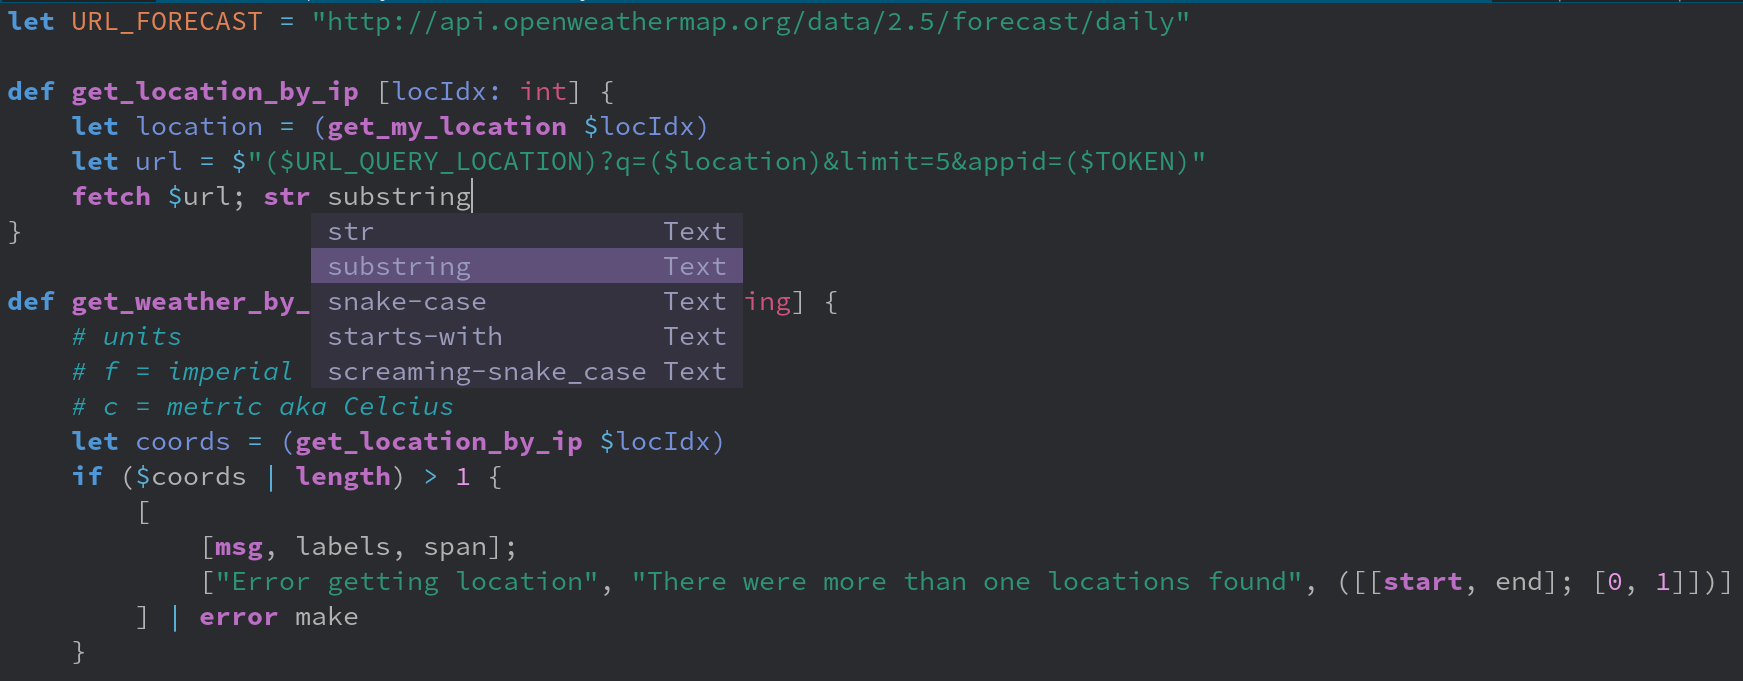 let URL_FORECAST = "http://api.openweathermap.org/data/2.5/forecast/daily"
def get_location_by_ip [locIdx: int] {
let location = (get_my_location $locIdx)
let url = $"($URL_QUERY_LOCATION)?q=($location)&limit=5&appid=($TOKEN)"
fetch $url; str substring
}
str Text
substring Text
def get_weather_by_ ing] {
snake-case Text
# units
starts-with Text
# f = imperial
screaming-snake_case Text
# c = metric aka Celcius
let coords = (get_location_by_ip $locIdx)
if ($coords | length) > 1 {
[
[msg, labels, span];
["Error getting location", "There were more than one locations found", ([[start, end]; [0, 1]])]
] | error make
}